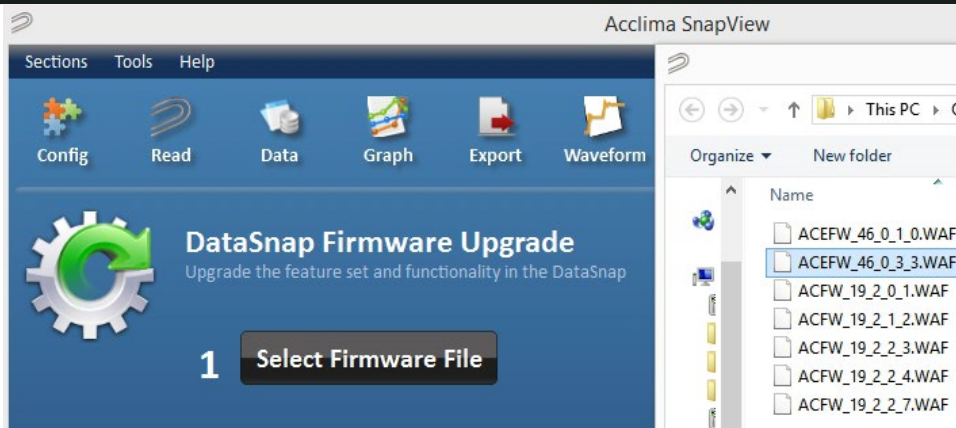 Acclima SnapView
Sections Tools Help
Config Read Data Graph Export Waveform
DataSnap Firmware Upgrade
Upgrade the feature set and functionality in the DataSnap
1 Select Firmware File
This PC
Organize New folder
Name
ACEFW_46_0_1_0.WAF
ACEFW_46_0_3_3.WAF
ACFW_19_2_0_1.WAF
ACFW_19_2_1_2.WAF
ACFW_19_2_2_3.WAF
ACFW_19_2_2_4.WAF
ACFW_19_2_2_7.WAF